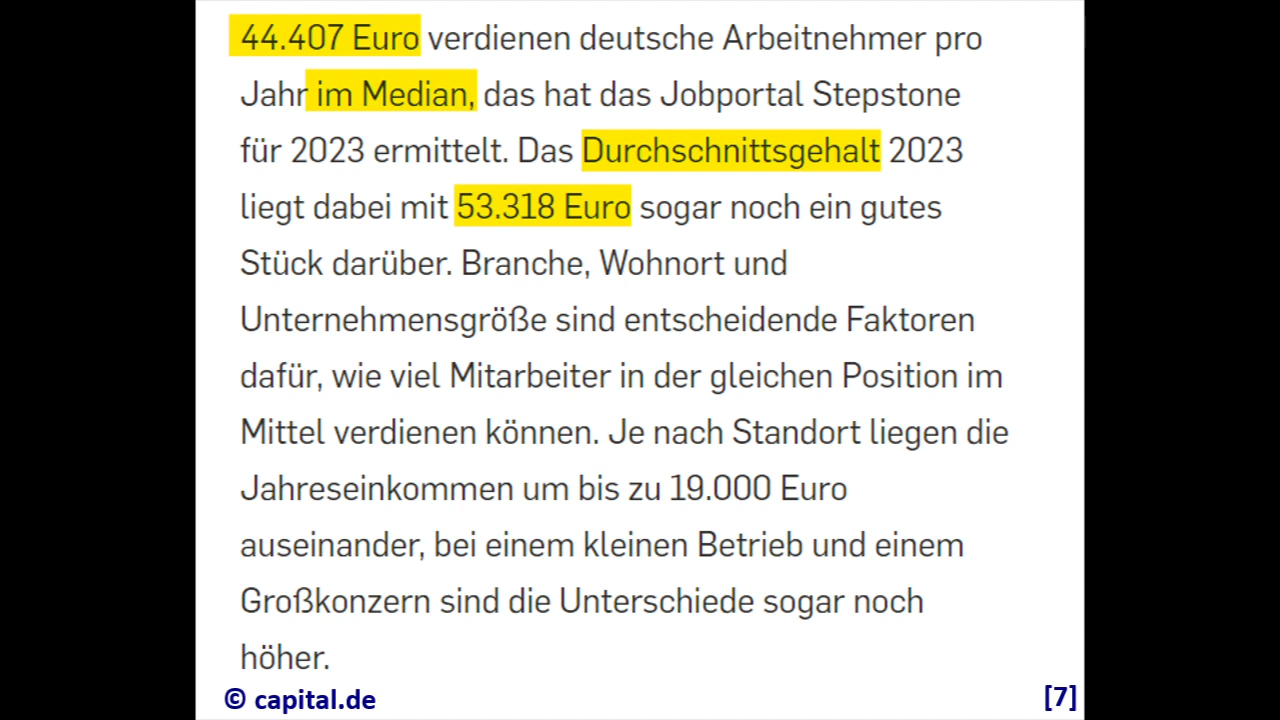 44.407 Euro verdienen deutsche Arbeitnehmer pro
Jahr im Median, das hat das Jobportal Stepstone
für 2023 ermittelt. Das Durchschnittsgehalt 2023
liegt dabei mit 53.318 Euro sogar noch ein gutes
Stück darüber. Branche, Wohnort und
Unternehmensgröße sind entscheidende Faktoren
dafür, wie viel Mitarbeiter in der gleichen Position im
Mittel verdienen können. Je nach Standort liegen die
Jahreseinkommen um bis zu 19.000 Euro
auseinander, bei einem kleinen Betrieb und einem
Großkonzern sind die Unterschiede sogar noch
höher.
© capital.de [7]